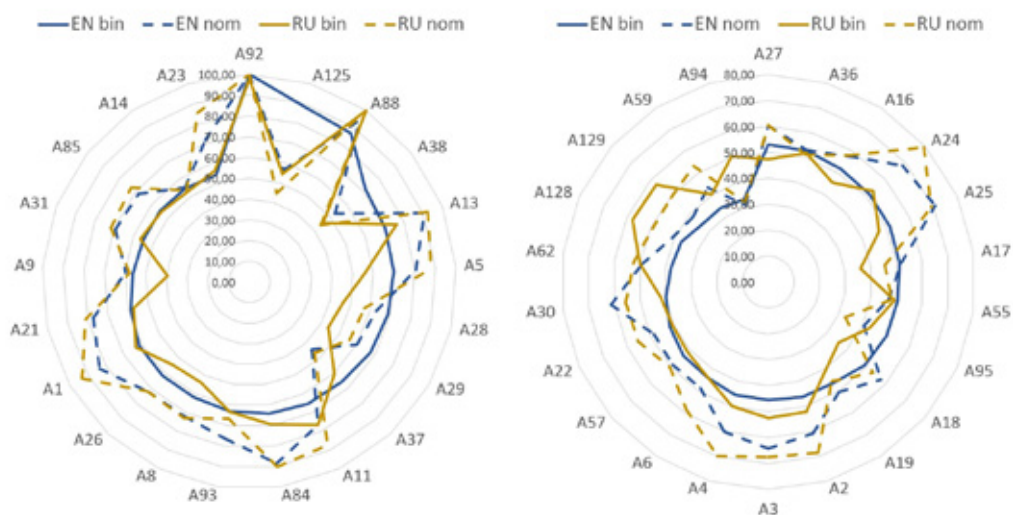 EN bin EN nom RU bin RU nom
A92
A125
A88
A38
A13
A5
A28
A29
A37
A11
A84
A93
A8
A26
A1
A21
A9
A31
A85
A14
A23
100,00
90,00
80,00
70,00
60,00
50,00
40,00
30,00
20,00
10,00
0,00
EN bin EN nom RU bin RU nom
A27
A36
A16
A24
A25
A17
A55
A95
A18
A19
A2
A3
A4
A6
A57
A22
A30
A62
A128
A129
A59
A94
80,00
70,00
60,00
50,00
40,00
30,00
20,00
10,00
0,00